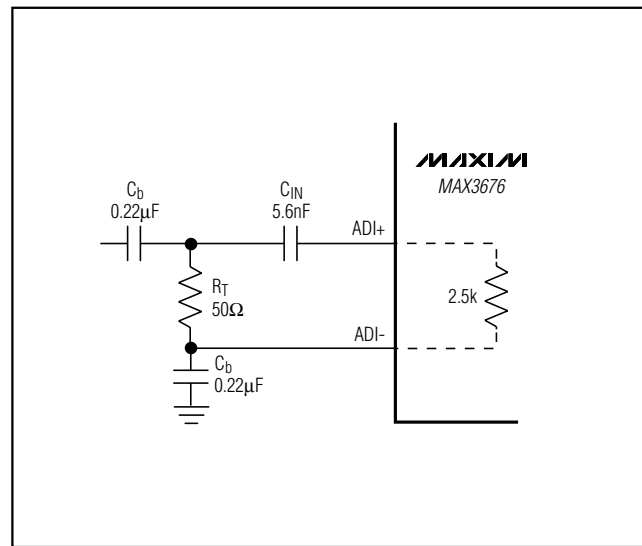 MAXIM
MAX3676
Cb
0.22μF
CIN
5.6nF
ADI+
RT
50Ω
2.5k
ADI-
Cb
0.22μF